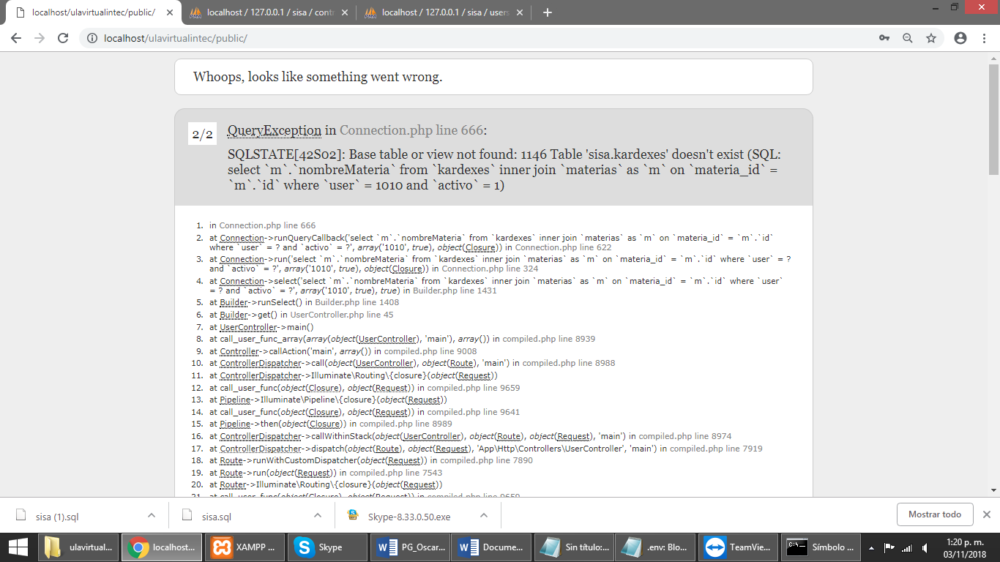 localhost/ulavirtualintec/public/
localhost / 127.0.0.1 / sisa / contr
localhost / 127.0.0.1 / sisa / users
localhost/ulavirtualintec/public/
Whoops, looks like something went wrong.
2/2
QueryException in Connection.php line 666:
SQLSTATE[42S02]: Base table or view not found: 1146 Table 'sisa.kardexes' doesn't exist (SQL:
select `m`.`nombreMateria` from `kardexes` inner join `materias` as `m` on `materia_id` =
`m`.`id` where `user` = 1010 and `activo` = 1)
1. in Connection.php line 666
2. at Connection->runQueryCallback('select `m`.`nombreMateria` from `kardexes` inner join `materias` as `m` on `materia_id` = `m`.`id`
where `user` = ? and `activo` = ?', array('1010', true), object(Closure)) in Connection.php line 622
3. at Connection->run('select `m`.`nombreMateria` from `kardexes` inner join `materias` as `m` on `materia_id` = `m`.`id` where `user` = ?
and `activo` = ?', array('1010', true), object(Closure)) in Connection.php line 324
4. at Connection->select('select `m`.`nombreMateria` from `kardexes` inner join `materias` as `m` on `materia_id` = `m`.`id` where `user`
= ? and `activo` = ?', array('1010', true), true) in Builder.php line 1431
5. at Builder->runSelect() in Builder.php line 1408
6. at Builder->get() in UserController.php line 45
7. at UserController->main()
8. at call_user_func_array(array(object(UserController), 'main'), array()) in compiled.php line 8939
9. at Controller->callAction('main', array()) in compiled.php line 9008
10. at ControllerDispatcher->call(object(UserController), object(Route), 'main') in compiled.php line 8988
11. at ControllerDispatcher->Illuminate\Routing\{closure}(object(Request))
12. at call_user_func(object(Closure), object(Request)) in compiled.php line 9659
13. at Pipeline->Illuminate\Pipeline\{closure}(object(Request))
14. at call_user_func(object(Closure), object(Request)) in compiled.php line 9641
15. at Pipeline->then(object(Closure)) in compiled.php line 8989
16. at ControllerDispatcher->callWithinStack(object(UserController), object(Route), object(Request), 'main') in compiled.php line 8974
17. at ControllerDispatcher->dispatch(object(Route), object(Request), 'App\Http\Controllers\UserController', 'main') in compiled.php line 7919
18. at Route->runWithCustomDispatcher(object(Request)) in compiled.php line 7890
19. at Route->run(object(Request)) in compiled.php line 7543
20. at Router->Illuminate\Routing\{closure}(object(Request))
21. at call_user_func(object(Closure), object(Request)) in compiled.php line 9659
sisa (1).sql
sisa.sql
Skype-8.33.0.50.exe
Mostrar todo
ulavirtual...
localhost...
XAMPP ...
Skype
PG_Oscar...
Docume...
Sin título:...
.env: Blo...
TeamVie...
Símbolo ...
1:20 p. m.
03/11/2018